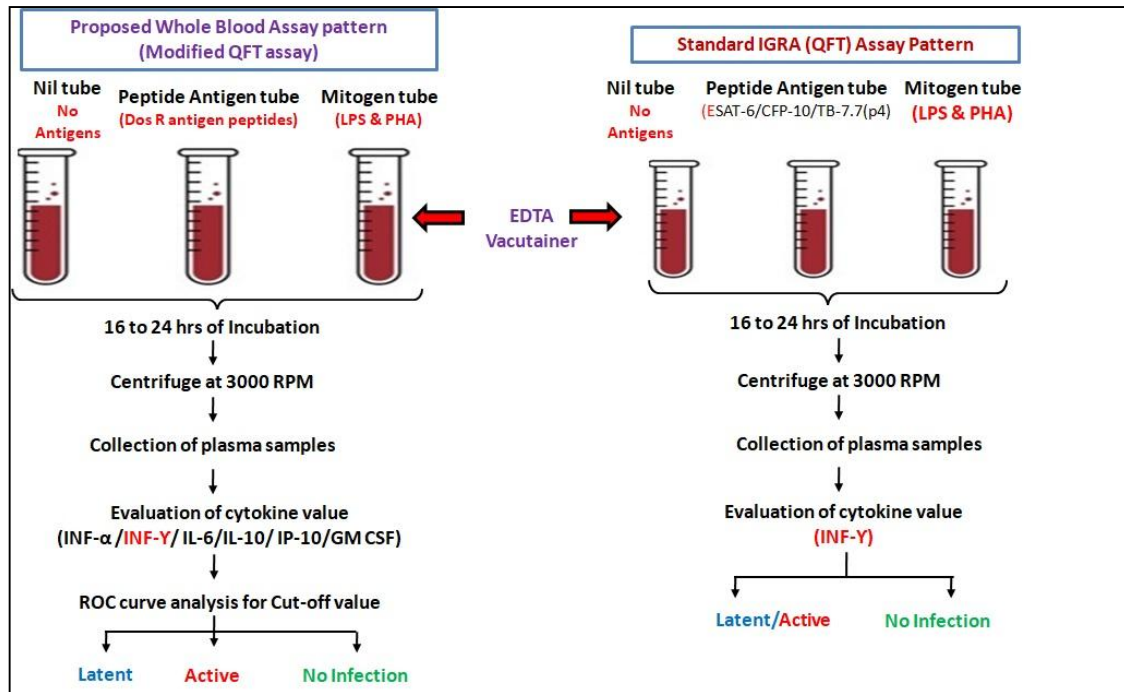 Proposed Whole Blood Assay pattern
(Modified QFT assay)
Nil tube
No
Antigens
Peptide Antigen tube
(Dos R antigen peptides)
Mitogen tube
(LPS & PHA)
16 to 24 hrs of Incubation
Centrifuge at 3000 RPM
Collection of plasma samples
Evaluation of cytokine value
(INF-α /INF-Y/ IL-6/IL-10/ IP-10/GM CSF)
ROC curve analysis for Cut-off value
Latent
Active
No Infection
EDTA
Vacutainer
Standard IGRA (QFT) Assay Pattern
Nil tube
No
Antigens
Peptide Antigen tube
(ESAT-6/CFP-10/TB-7.7(p4)
Mitogen tube
(LPS & PHA)
16 to 24 hrs of Incubation
Centrifuge at 3000 RPM
Collection of plasma samples
Evaluation of cytokine value
(INF-Y)
Latent/Active
No Infection